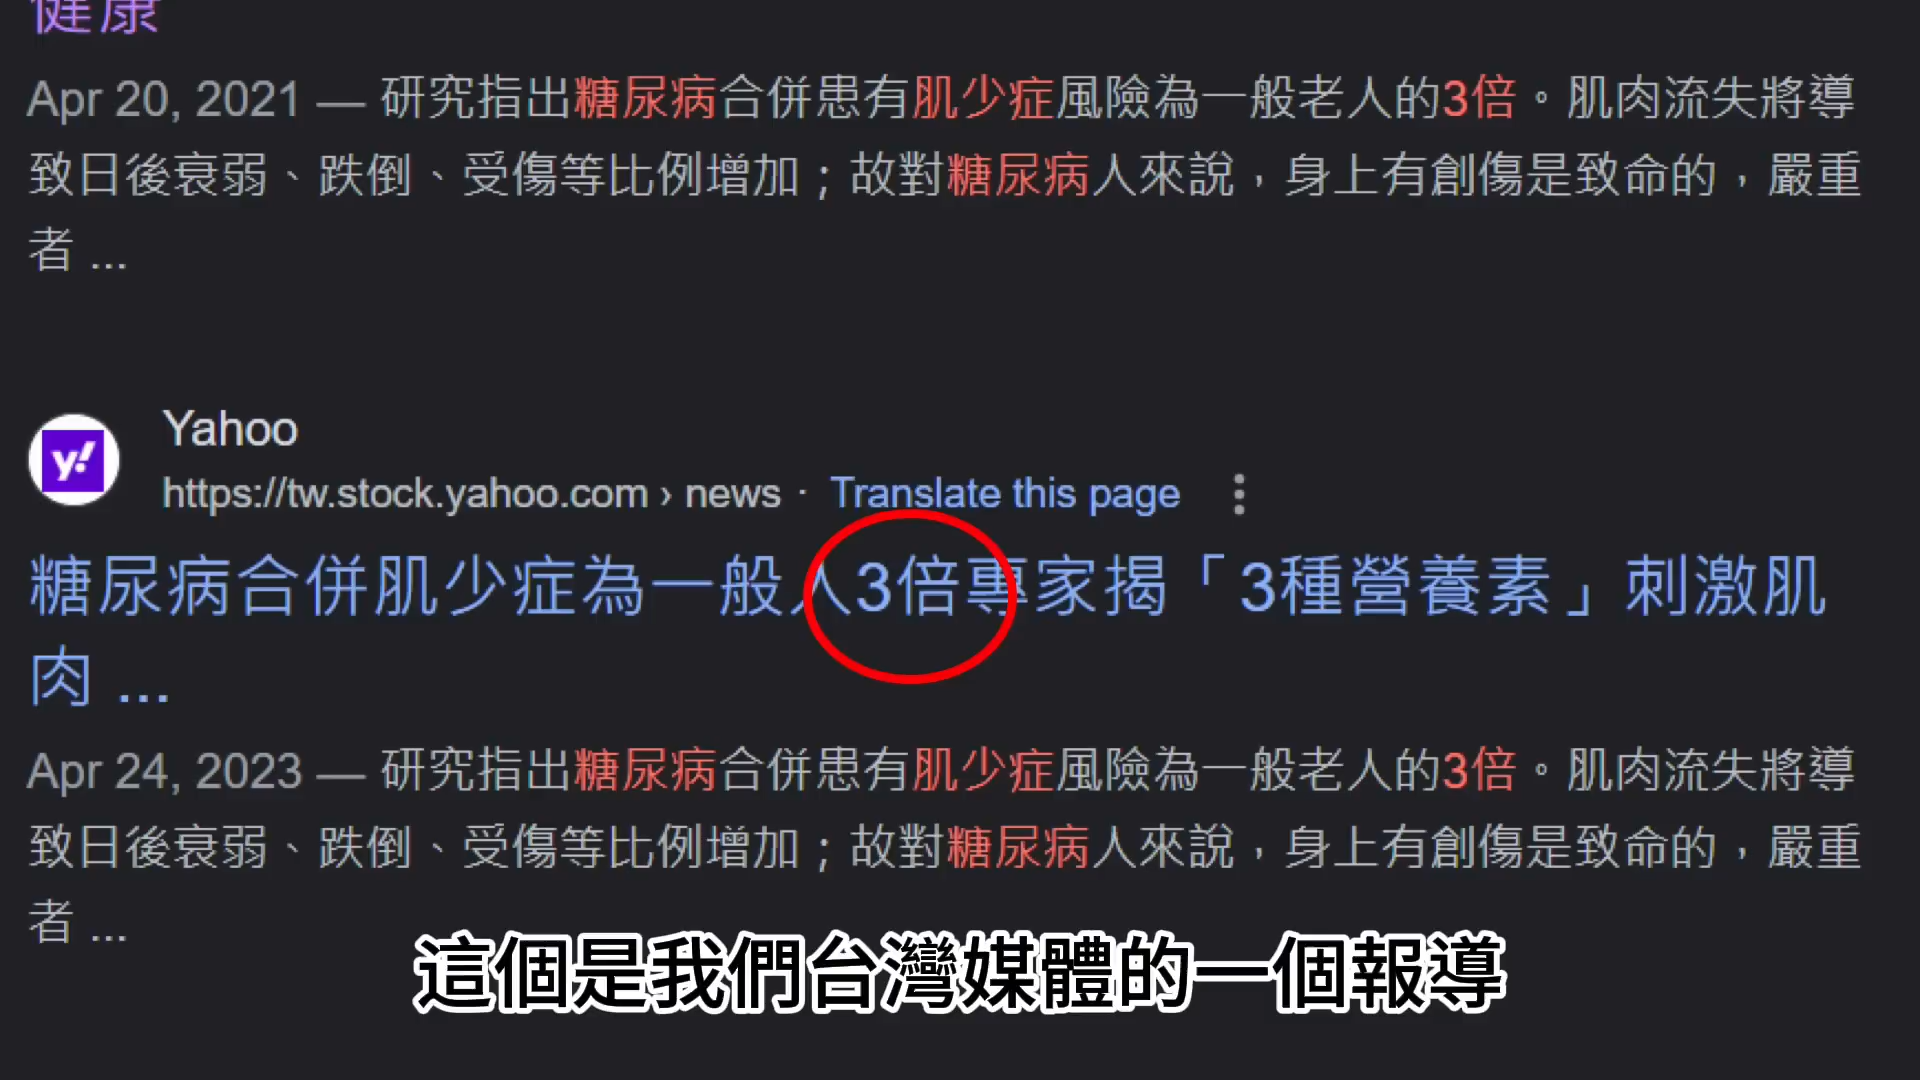 健康
Apr 20, 2021 — 研究指出糖尿病合併患有肌少症風險為一般老人的3倍。肌肉流失將導
致日後衰弱、跌倒、受傷等比例增加；故對糖尿病人來說，身上有創傷是致命的，嚴重
者 ...
Yahoo
y!
https://tw.stock.yahoo.com › news · Translate this page
糖尿病合併肌少症為一般人3倍專家揭「3種營養素」刺激肌
肉 ...
Apr 24, 2023 — 研究指出糖尿病合併患有肌少症風險為一般老人的3倍。肌肉流失將導
致日後衰弱、跌倒、受傷等比例增加；故對糖尿病人來說，身上有創傷是致命的，嚴重
者 ...
這個是我們台灣媒體的一個報導